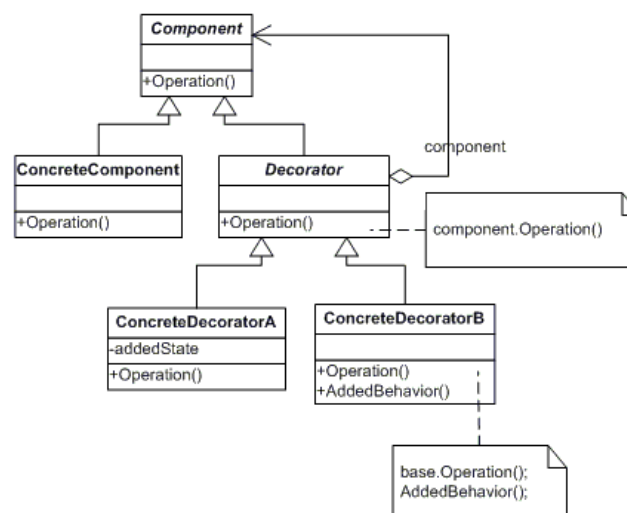 Component
+Operation()
component
ConcreteComponent
+Operation()
Decorator
+Operation()
component.Operation()
ConcreteDecoratorA
-addedState
+Operation()
ConcreteDecoratorB
+Operation()
+AddedBehavior()
base.Operation();
AddedBehavior();